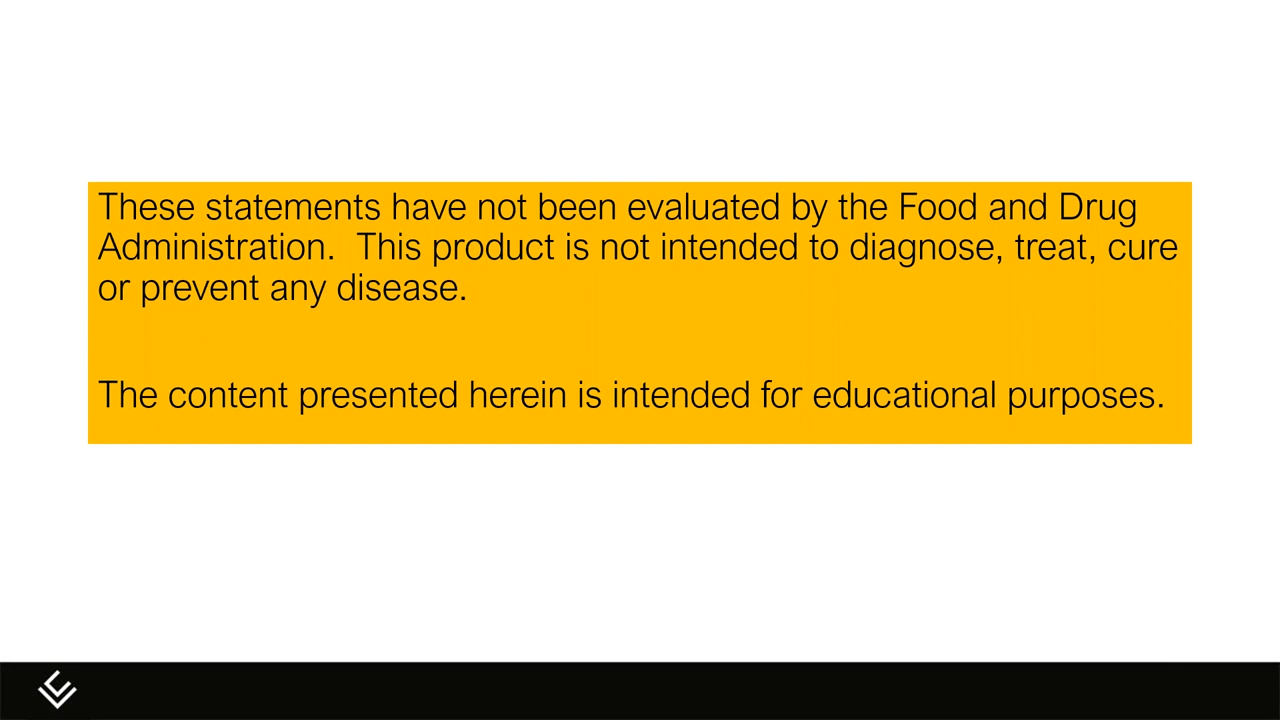 These statements have not been evaluated by the Food and Drug
Administration.  This product is not intended to diagnose, treat, cure
or prevent any disease.
The content presented herein is intended for educational purposes.